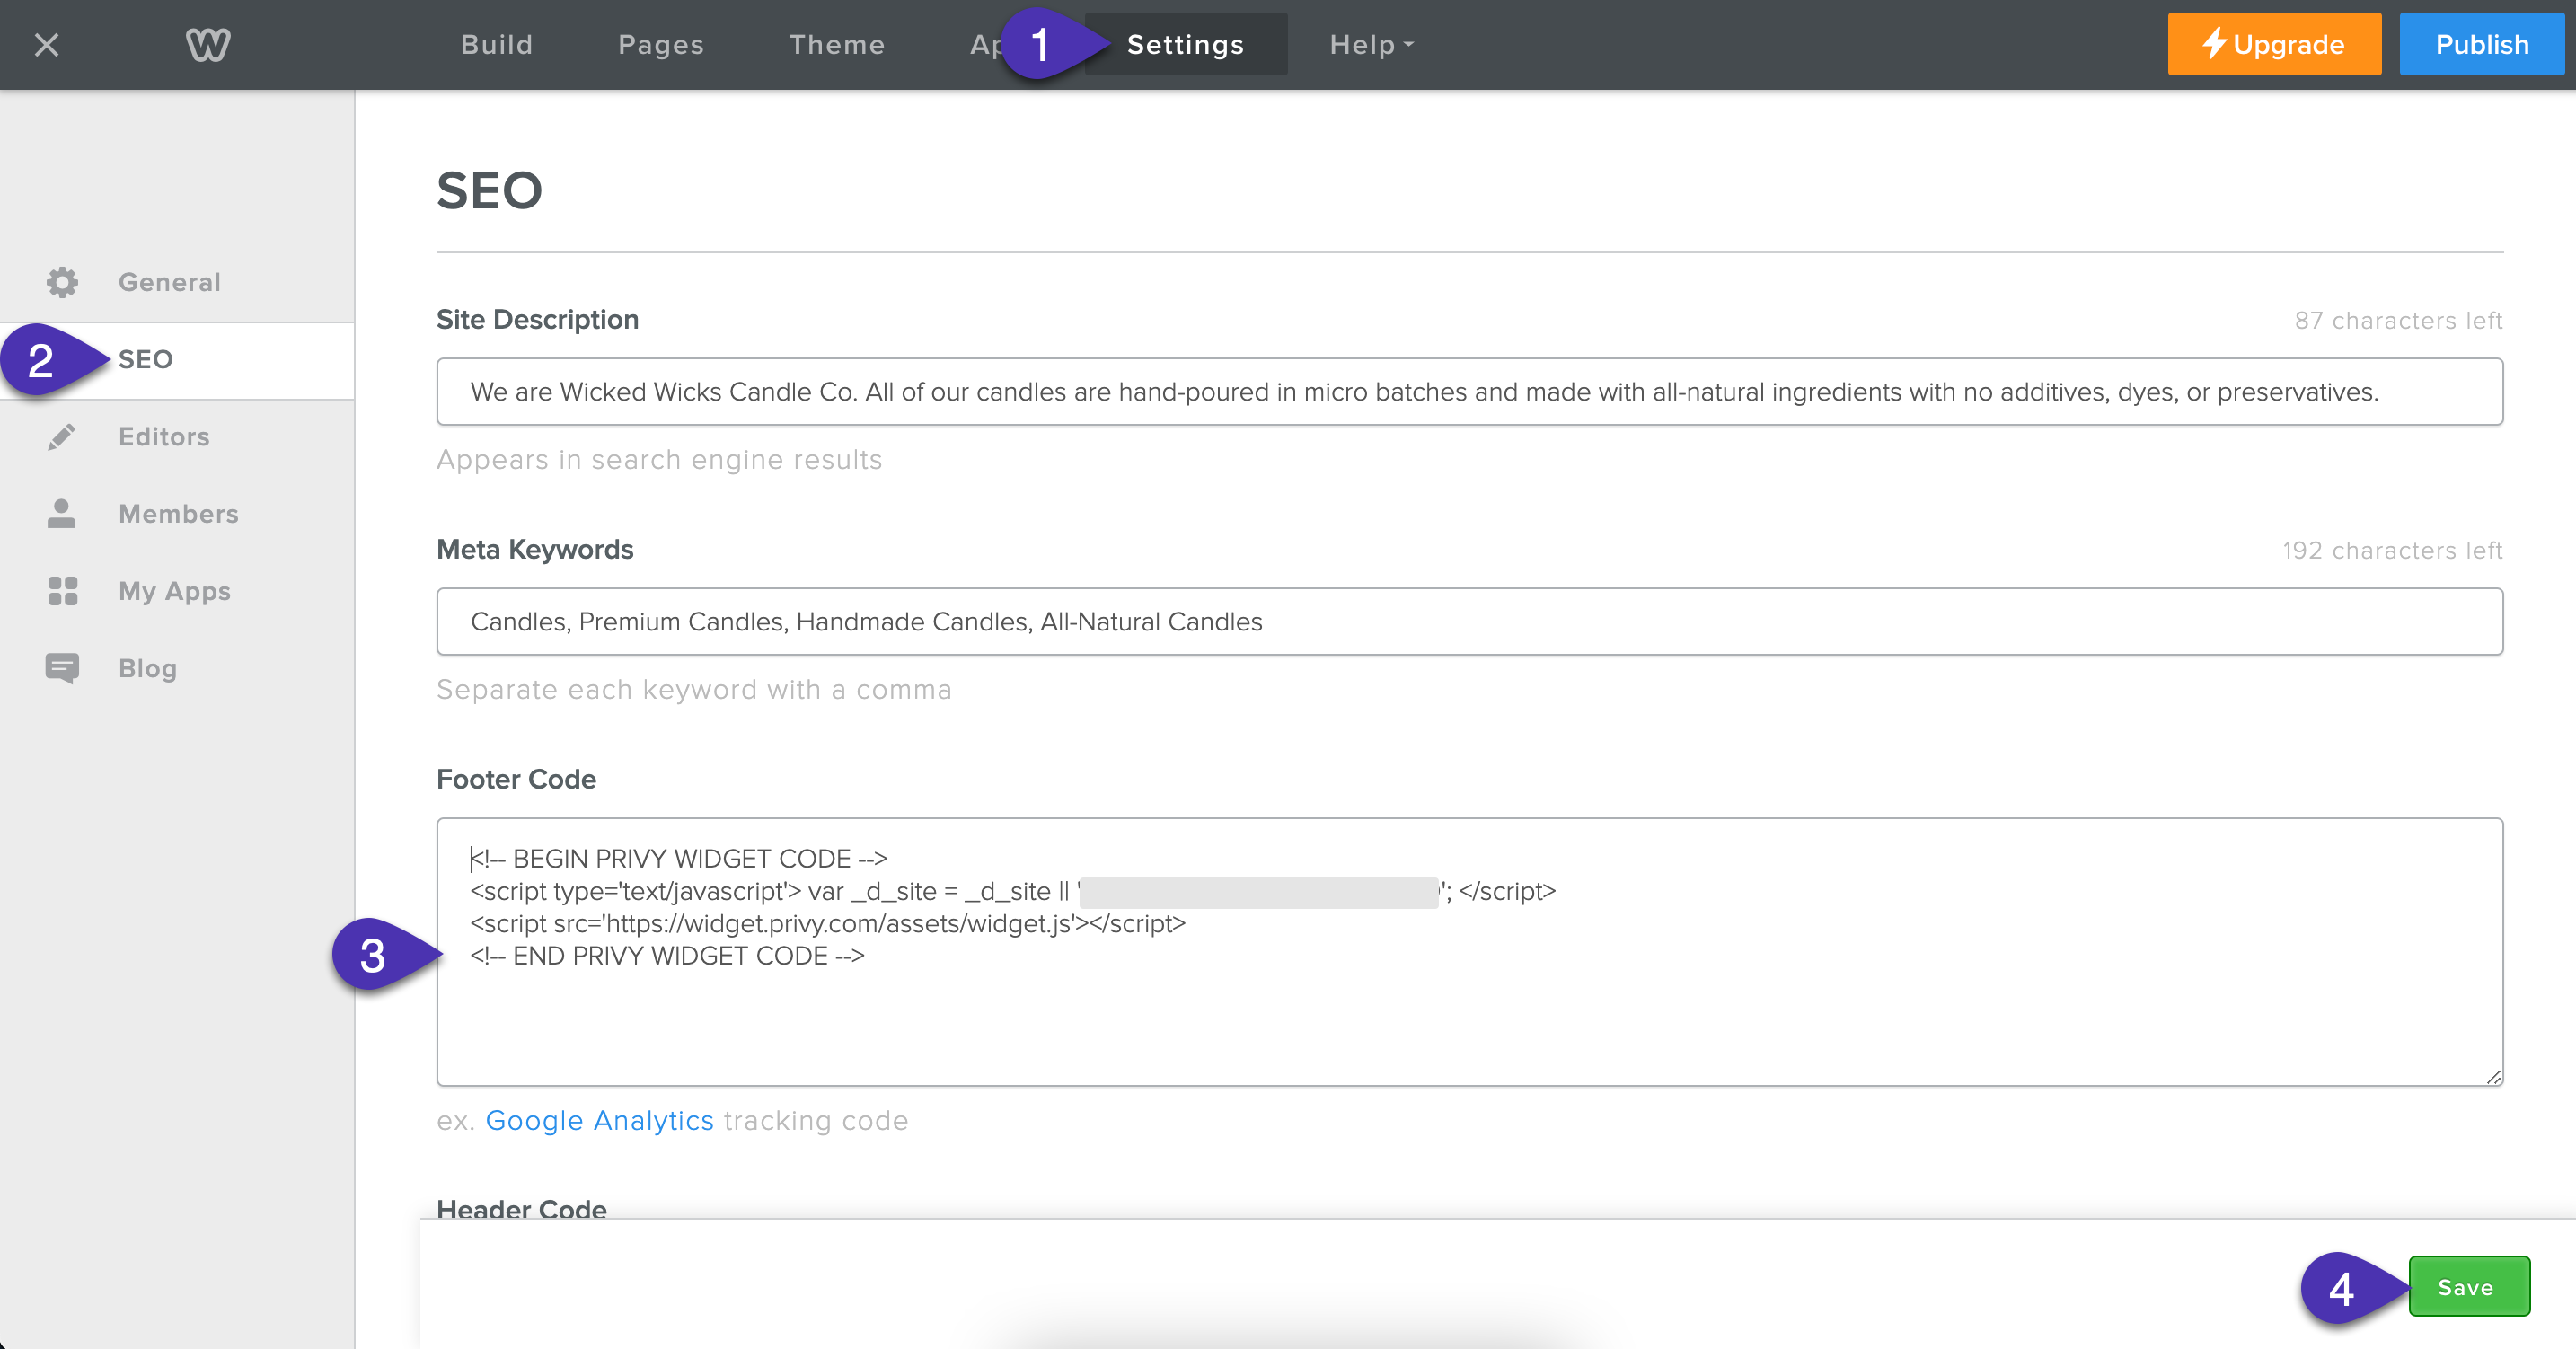 Build Pages Theme Ap 1 Settings Help
Upgrade Publish
General
2 SEO
Editors
Members
My Apps
Blog
SEO
Site Description 87 characters left
We are Wicked Wicks Candle Co. All of our candles are hand-poured in micro batches and made with all-natural ingredients with no additives, dyes, or preservatives.
Appears in search engine results
Meta Keywords 192 characters left
Candles, Premium Candles, Handmade Candles, All-Natural Candles
Separate each keyword with a comma
Footer Code
<!-- BEGIN PRIVY WIDGET CODE -->
<script type='text/javascript'> var _d_site = _d_site || ' '; </script>
<script src='https://widget.privy.com/assets/widget.js'></script>
3 <!-- END PRIVY WIDGET CODE -->
ex. Google Analytics tracking code
Header Code
4 Save